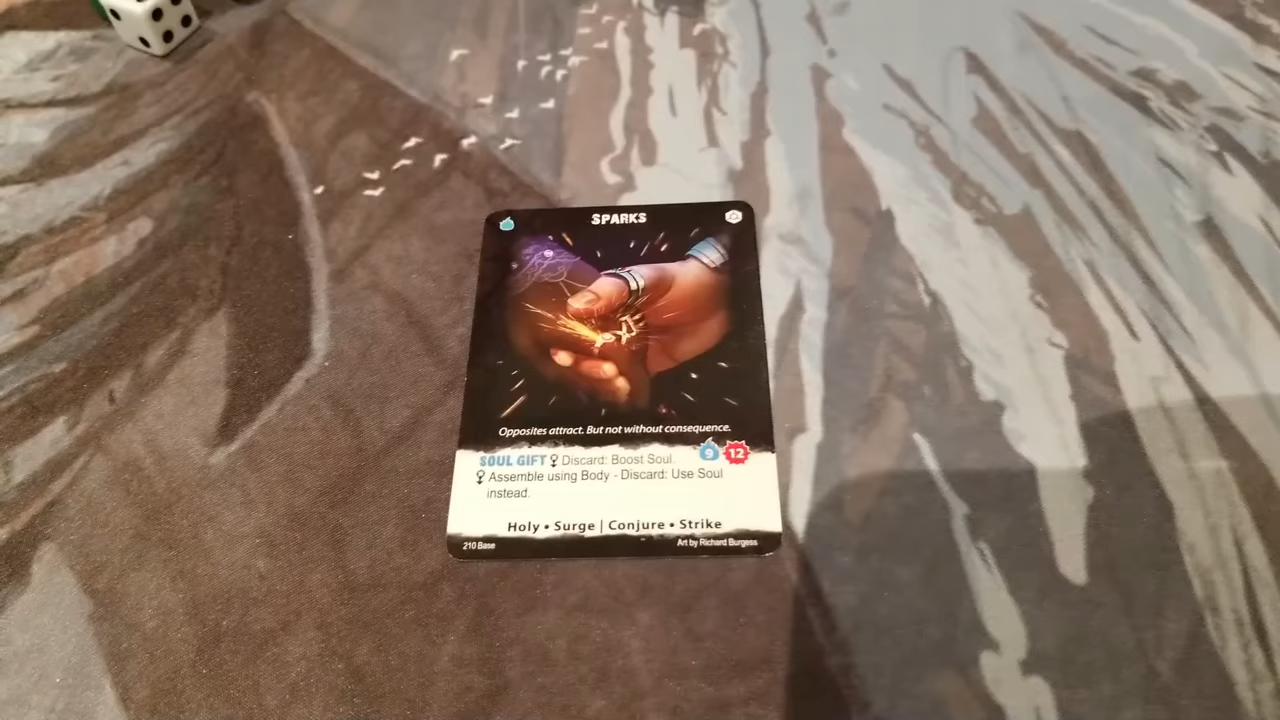 SPARKS
Opposites attract. But not without consequence.
9 12
SOUL GIFT Discard: Boost Soul.
Assemble using Body - Discard: Use Soul
instead.
Holy • Surge | Conjure • Strike
210 Base Art by Richard Burgess